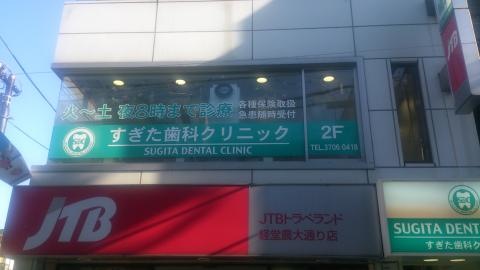 火～土 夜8時まで診療
各種保険取扱
急患随時受付
すぎた歯科クリニック
SUGITA DENTAL CLINIC
2F
TEL.3706-0418
JTB
JTB
JTBトラベランド
経堂農大通り店
SUGITA DENT
すぎた歯科ク